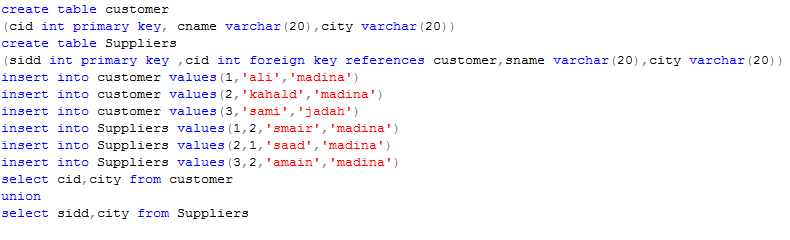 create table customer
(cid int primary key, cname varchar(20),city varchar(20))
create table Suppliers
(sidd int primary key ,cid int foreign key references customer,sname varchar(20),city varchar(20))
insert into customer values(1,'ali','madina')
insert into customer values(2,'kahald','madina')
insert into customer values(3,'sami','jadah')
insert into Suppliers values(1,2,'smair','madina')
insert into Suppliers values(2,1,'saad','madina')
insert into Suppliers values(3,2,'amain','madina')
select cid,city from customer
union
select sidd,city from Suppliers